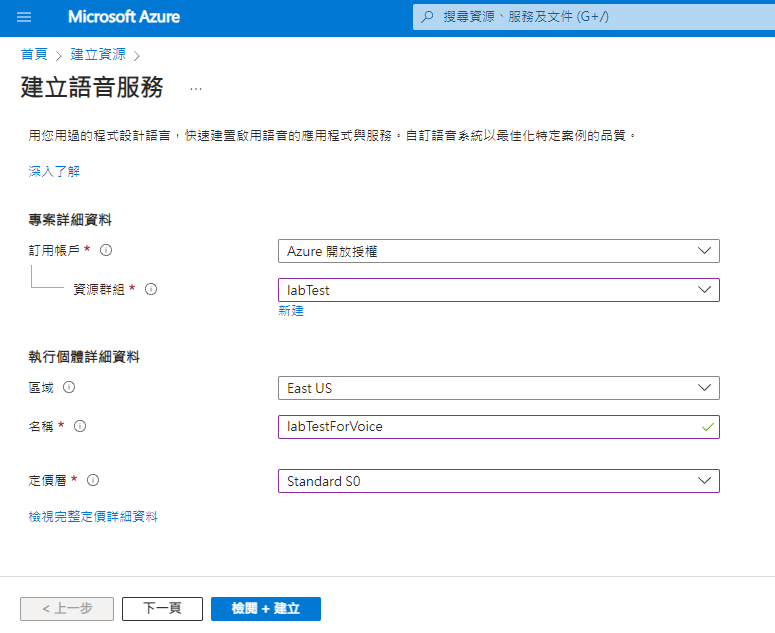 Microsoft Azure
搜尋資源、服務及文件 (G+/)
首頁 > 建立資源 >
建立語音服務 ...
用您用過的程式設計語言，快速建置啟用語音的應用程式與服務。自訂語音系統以最佳化特定案例的品質。
深入了解
專案詳細資料
訂用帳戶 * Azure 開放授權
資源群組 * labTest
新建
執行個體詳細資料
區域 East US
名稱 * labTestForVoice
定價層 * Standard S0
檢視完整定價詳細資料
< 上一步 下一頁 檢閱 + 建立